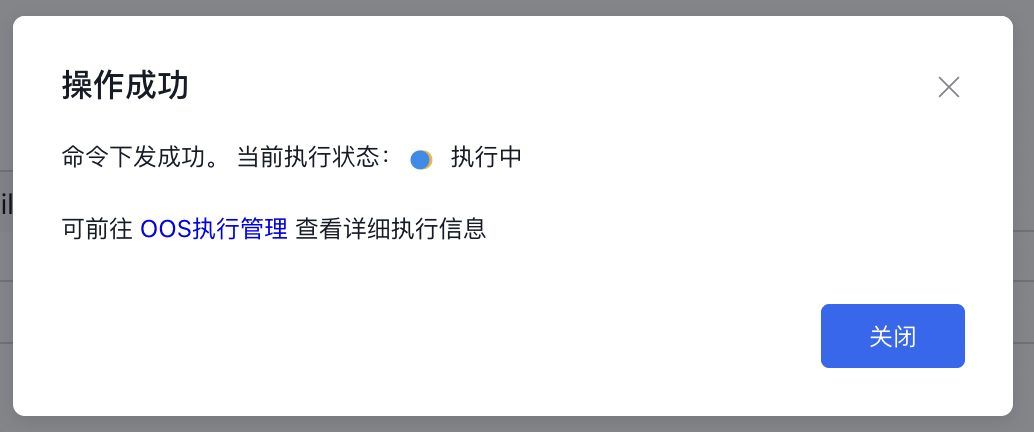 操作成功
命令下发成功。 当前执行状态： 执行中
il
可前往 OOS执行管理 查看详细执行信息
关闭